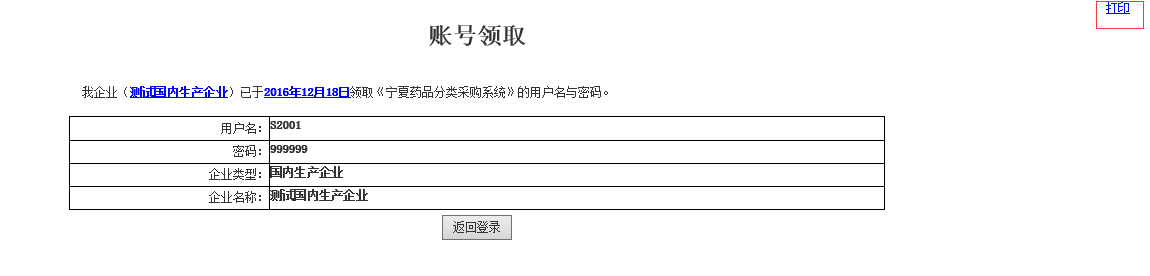 打印
账号领取
我企业（测试国内生产企业）已于2016年12月18日领取《宁夏药品分类采购系统》的用户名与密码。
用户名： S2001
密码： 999999
企业类型： 国内生产企业
企业名称： 测试国内生产企业
返回登录